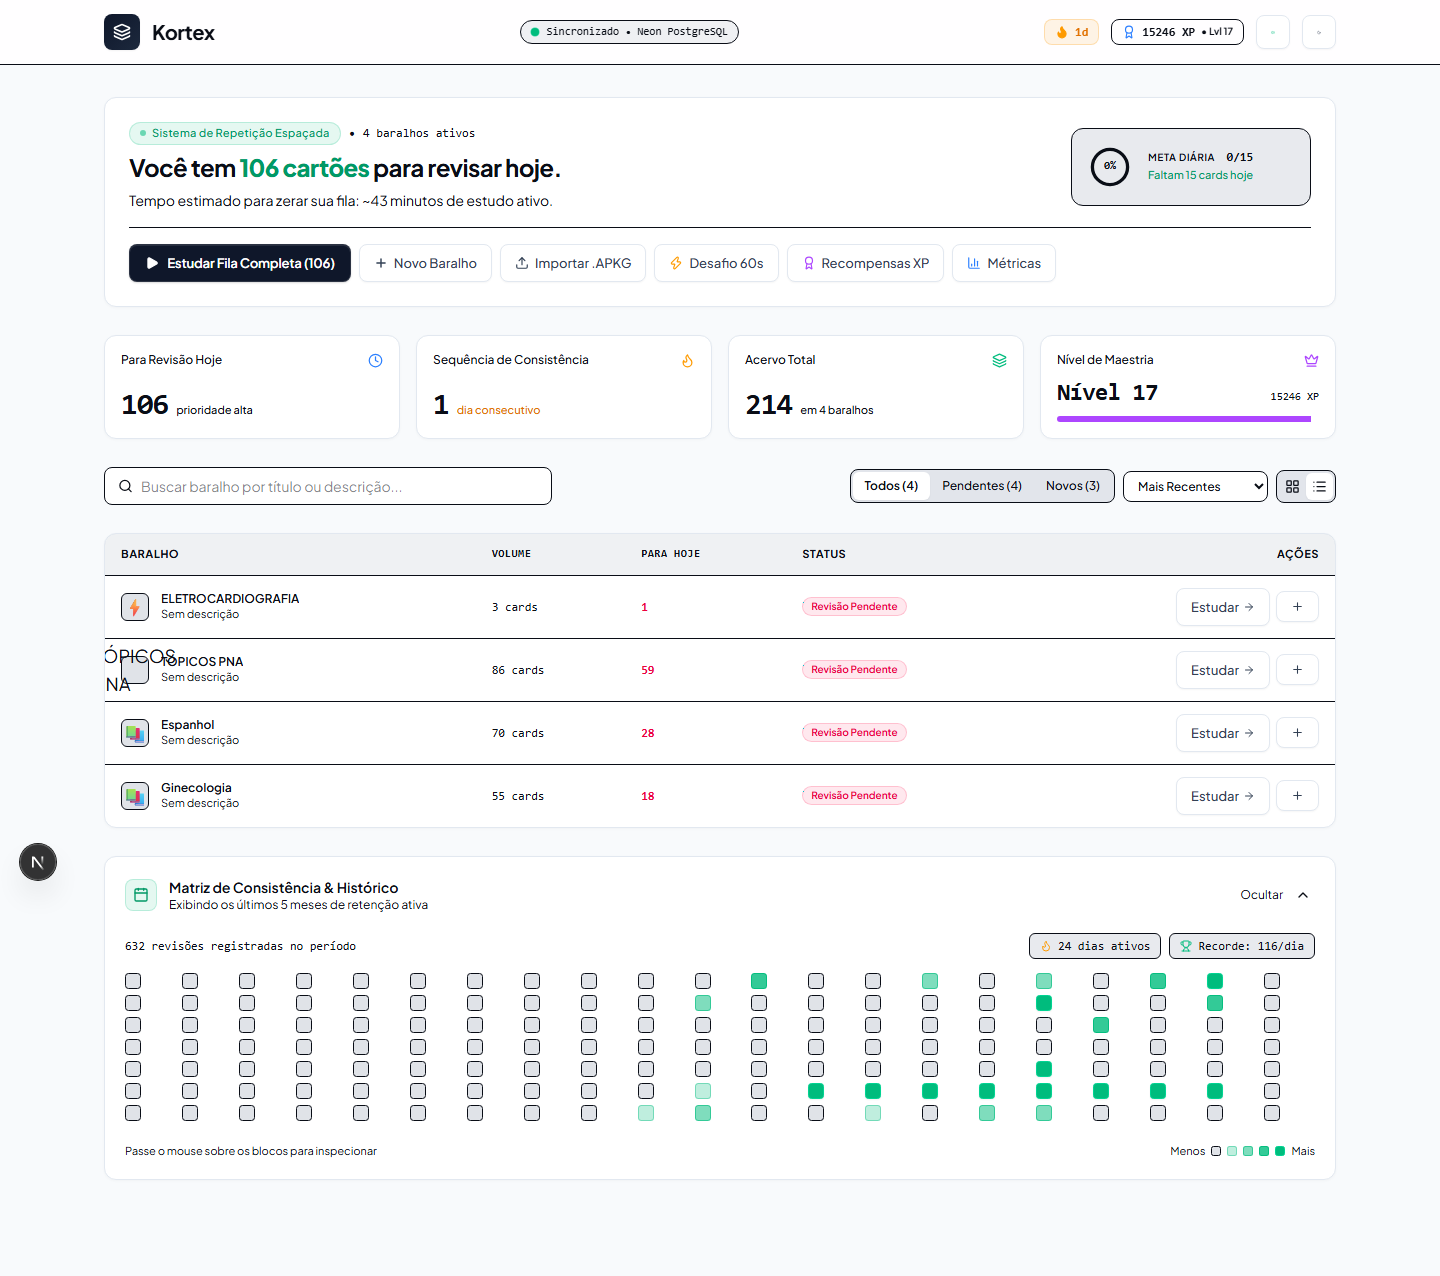 Kortex
Sincronizado • Neon PostgreSQL
1d
15246 XP • Lvl 17
Sistema de Repetição Espaçada • 4 baralhos ativos
Você tem 106 cartões para revisar hoje.
Tempo estimado para zerar sua fila: ~43 minutos de estudo ativo.
0%
META DIÁRIA 0/15
Faltam 15 cards hoje
Estudar Fila Completa (106)
Novo Baralho
Importar .APKG
Desafio 60s
Recompensas XP
Métricas
Para Revisão Hoje
106 prioridade alta
Sequência de Consistência
1 dia consecutivo
Acervo Total
214 em 4 baralhos
Nível de Maestria
Nível 17 15246 XP
Buscar baralho por título ou descrição...
Todos (4) Pendentes (4) Novos (3)
Mais Recentes
BARALHO VOLUME PARA HOJE STATUS AÇÕES
ELETROCARDIOGRAFIA
Sem descrição
3 cards 1 Revisão Pendente Estudar → +
ÓPICOS
NA
TÓPICOS PNA
Sem descrição
86 cards 59 Revisão Pendente Estudar → +
Espanhol
Sem descrição
70 cards 28 Revisão Pendente Estudar → +
Ginecologia
Sem descrição
55 cards 18 Revisão Pendente Estudar → +
N
Matriz de Consistência & Histórico
Exibindo os últimos 5 meses de retenção ativa
Ocultar
632 revisões registradas no período
24 dias ativos
Recorde: 116/dia
Passe o mouse sobre os blocos para inspecionar
Menos Mais